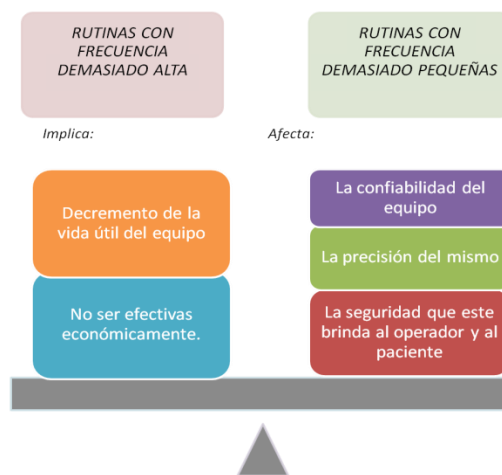 RUTINAS CON
FRECUENCIA
DEMASIADO ALTA
RUTINAS CON
FRECUENCIA
DEMASIADO PEQUEÑAS
Implica:
Afecta:
Decremento de la
vida útil del equipo
No ser efectivas
económicamente.
La confiabilidad del
equipo
La precisión del mismo
La seguridad que este
brinda al operador y al
paciente